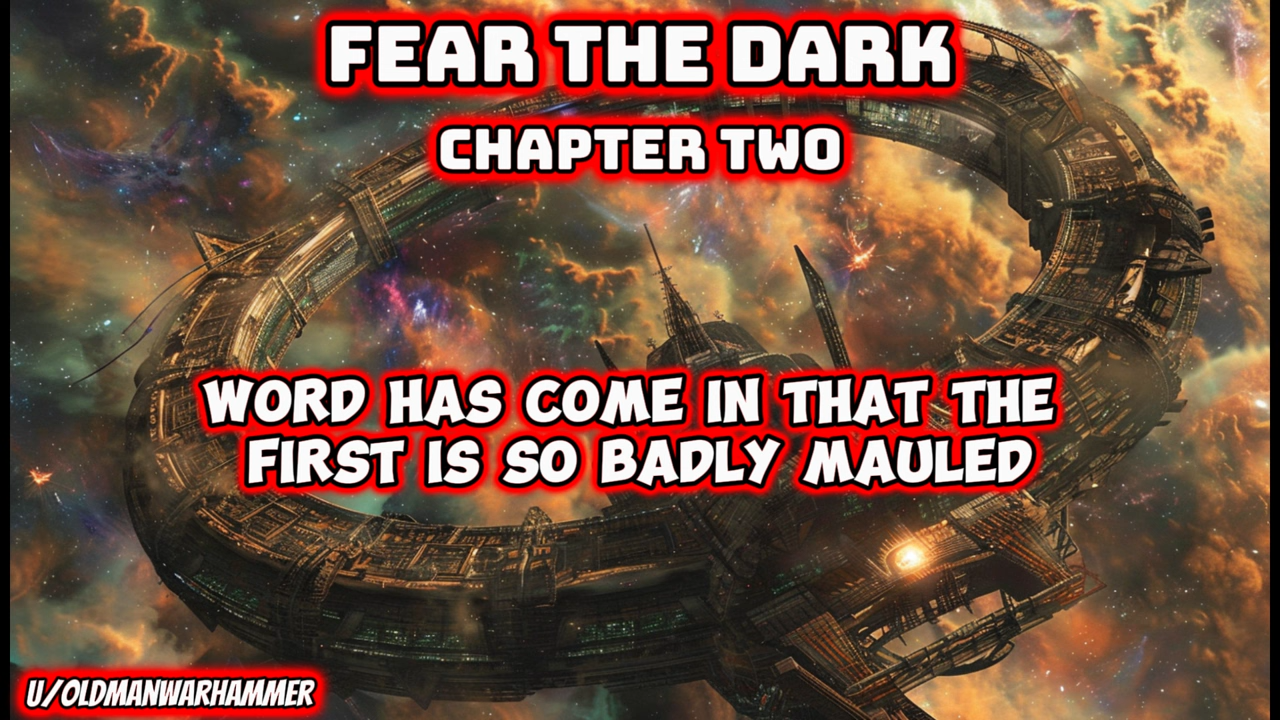 FEAR THE DARK
CHAPTER TWO
WORD HAS COME IN THAT THE
FIRST IS SO BADLY MAULED
U/OLDMANWARHAMMER